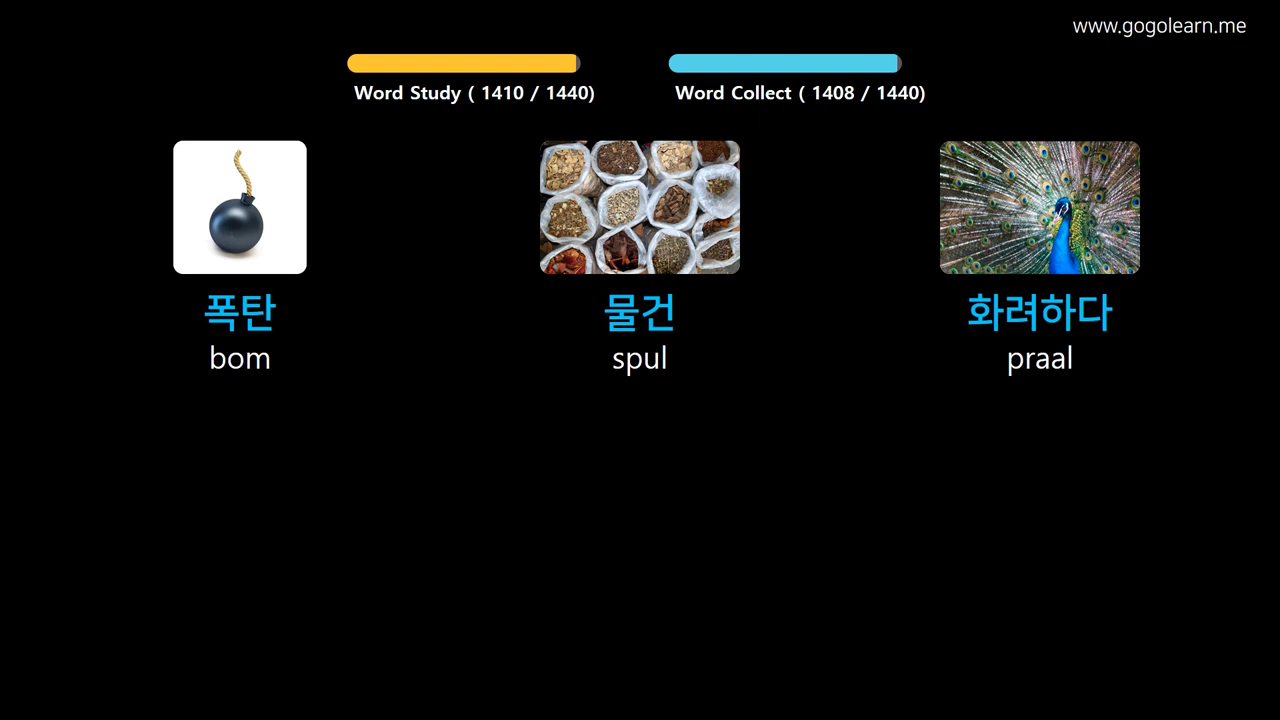 www.gogolearn.me
Word Study ( 1410 / 1440)
Word Collect ( 1408 / 1440)
폭탄
bom
물건
spul
화려하다
praal